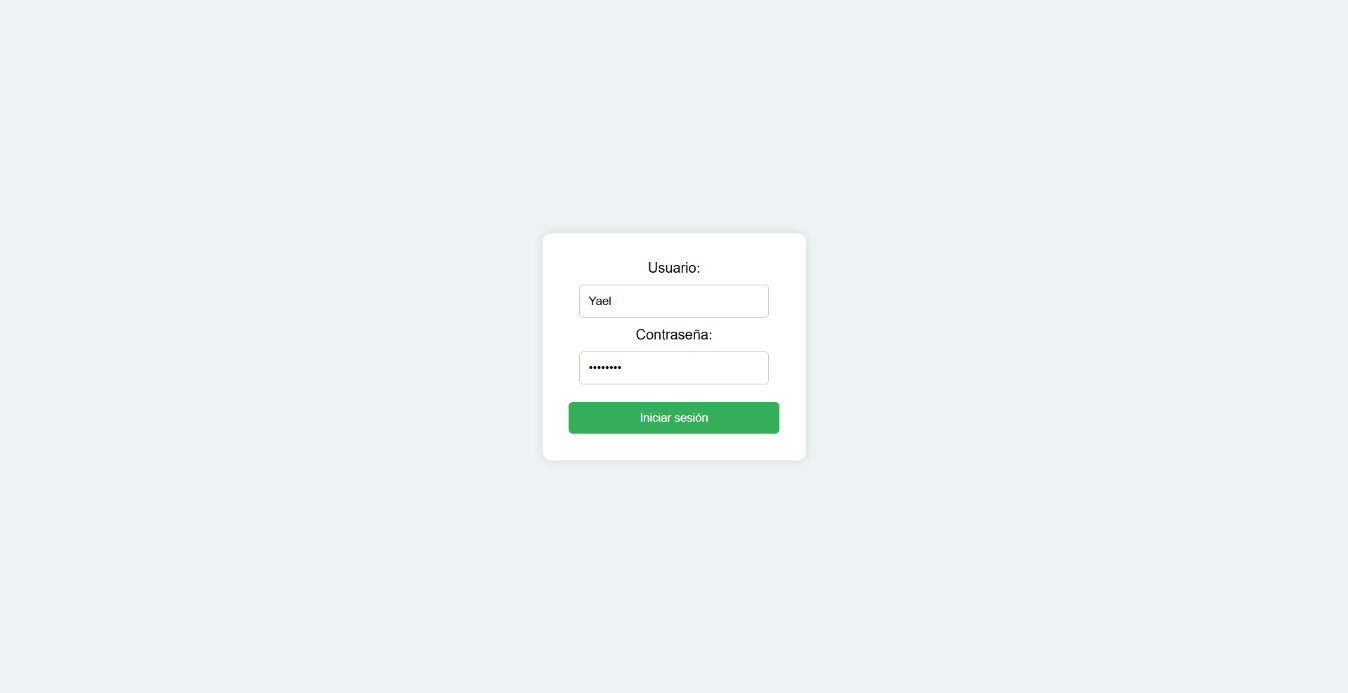 Usuario:
Yael
Contraseña:
••••••••
Iniciar sesión